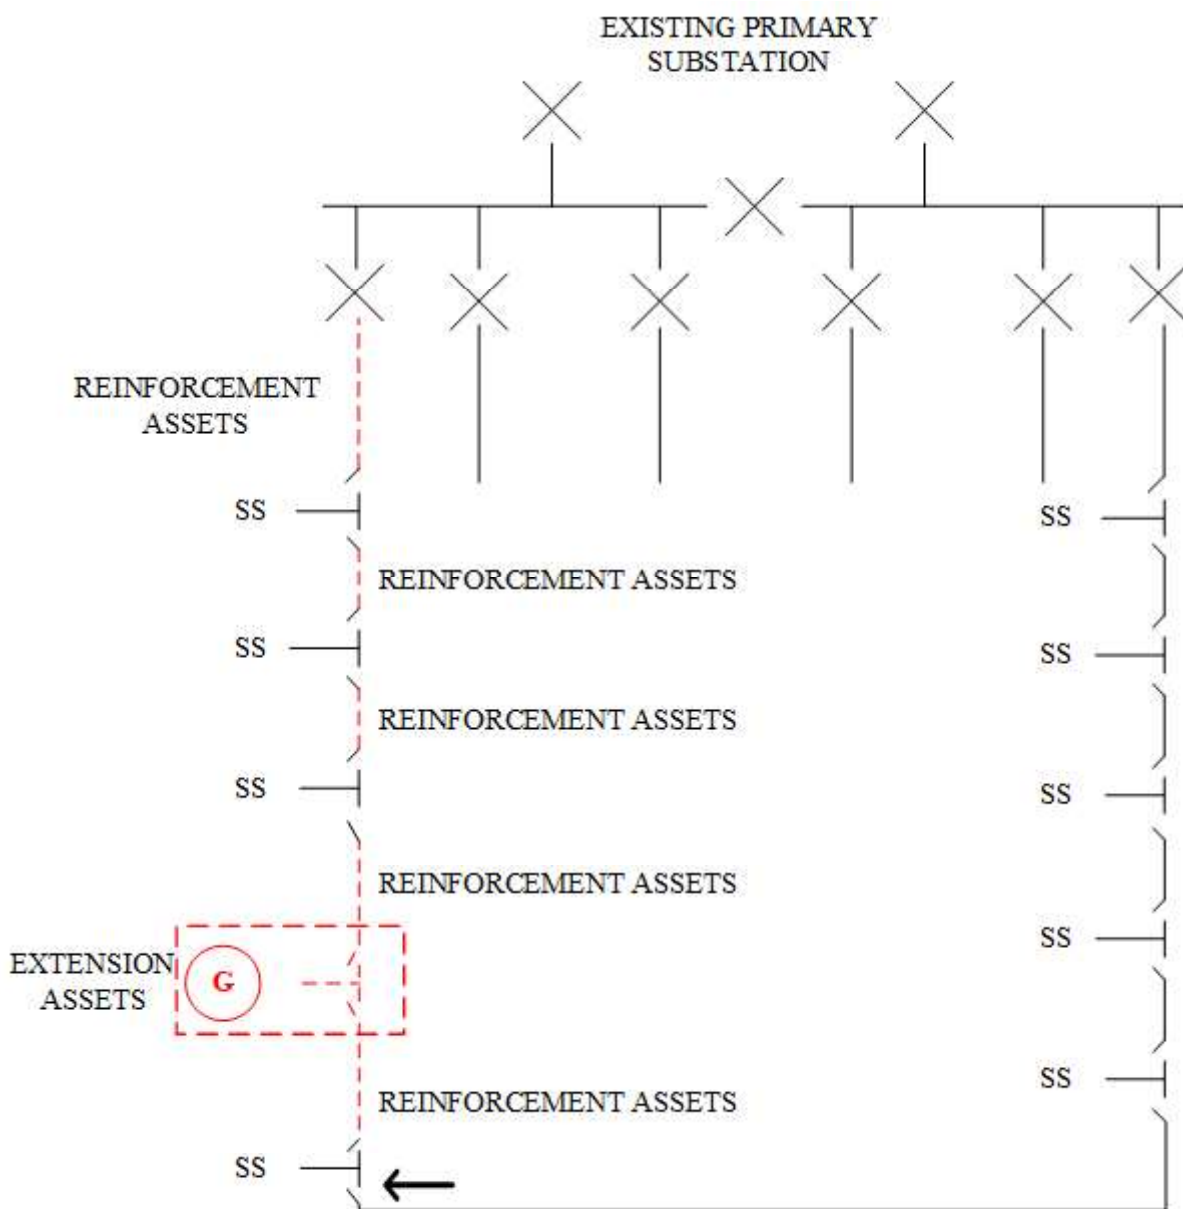 EXISTING PRIMARY
SUBSTATION
REINFORCEMENT
ASSETS
SS
SS
REINFORCEMENT ASSETS
SS
SS
REINFORCEMENT ASSETS
SS
SS
REINFORCEMENT ASSETS
SS
EXTENSION
ASSETS
G
SS
REINFORCEMENT ASSETS
SS